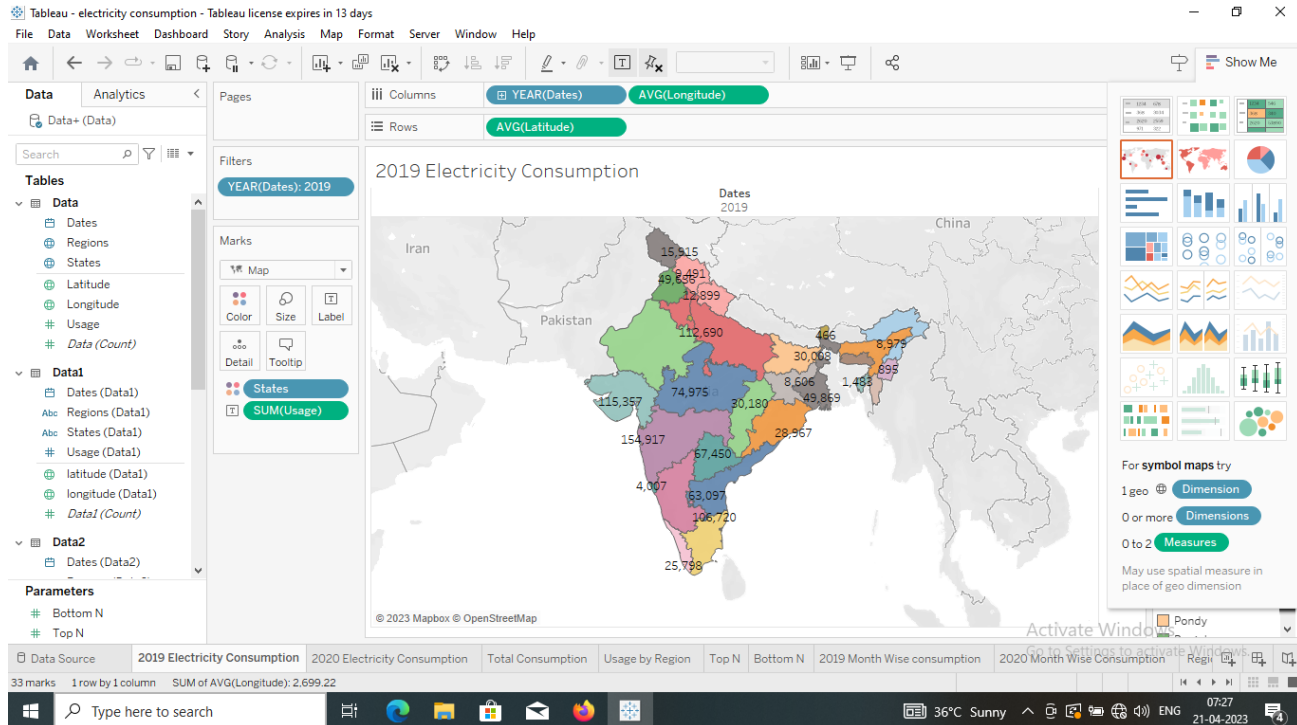 Tableau - electricity consumption - Tableau license expires in 13 days
File Data Worksheet Dashboard Story Analysis Map Format Server Window Help
Show Me
Data Analytics
Data+ (Data)
Search
Tables
Data
Dates
Regions
States
Latitude
Longitude
Usage
Data (Count)
Data1
Dates (Data1)
Abc Regions (Data1)
Abc States (Data1)
Usage (Data1)
latitude (Data1)
longitude (Data1)
Data1 (Count)
Data2
Dates (Data2)
Parameters
Bottom N
Top N
Pages
Filters
YEAR(Dates): 2019
Marks
Map
Color Size Label
Detail Tooltip
States
SUM(Usage)
Columns YEAR(Dates) AVG(Longitude)
Rows AVG(Latitude)
2019 Electricity Consumption
Dates
2019
Iran
China
Pakistan
15,915
9,491
49,656
12,899
112,690
466
8,979
30,008
895
8,606
1,483
74,975
115,357
30,180
49,869
28,967
154,917
67,450
4,007
63,097
106,720
25,798
© 2023 Mapbox © OpenStreetMap
For symbol maps try
1 geo Dimension
0 or more Dimensions
0 to 2 Measures
May use spatial measure in
place of geo dimension
Pondy
Activate Windows
Go to Settings to activate Windows.
Data Source 2019 Electricity Consumption 2020 Electricity Consumption Total Consumption Usage by Region Top N Bottom N 2019 Month Wise consumption 2020 Month Wise Consumption Regi
33 marks 1 row by 1 column SUM of AVG(Longitude): 2,699.22
Type here to search
36°C Sunny
ENG
07:27
21-04-2023
4